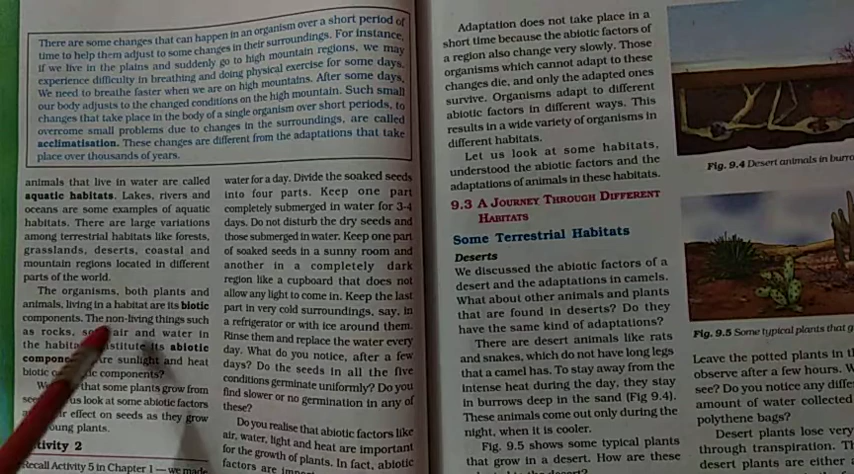 There are some changes that can happen in an organism over a short period of
time to help them adjust to some changes in their surroundings. For instance,
if we live in the plains and suddenly go to high mountain regions, we may
experience difficulty in breathing and doing physical exercise for some days.
We need to breathe faster when we are on high mountains. After some days,
our body adjusts to the changed conditions on the high mountain. Such small
changes that take place in the body of a single organism over short periods, to
overcome small problems due to changes in the surroundings, are called
acclimatisation. These changes are different from the adaptations that take
place over thousands of years.
animals that live in water are called
aquatic habitats. Lakes, rivers and
oceans are some examples of aquatic
habitats. There are large variations
among terrestrial habitats like forests,
grasslands, deserts, coastal and
mountain regions located in different
parts of the world.
The organisms, both plants and
animals, living in a habitat are its biotic
components. The non-living things such
as rocks, air and water in
the its abiotic
Are sunlight and heat
biotic components?
that some plants grow from
us look at some abiotic factors
effect on seeds as they grow
plants.
2
Recall Activity 5 in Chapter 1 — we made
water for a day. Divide the soaked seeds
into four parts. Keep one part
completely submerged in water for 3-4
days. Do not disturb the dry seeds and
those submerged in water. Keep one part
of soaked seeds in a sunny room and
another in a completely dark
region like a cupboard that does not
allow any light to come in. Keep the last
part in very cold surroundings, say, in
a refrigerator or with ice around them.
Rinse them and replace the water every
day. What do you notice, after a few
days? Do the seeds in all the five
conditions germinate uniformly? Do you
find slower or no germination in any of
these?
Do you realise that abiotic factors like
air, water, light and heat are important
for the growth of plants. In fact, abiotic
factors are
Adaptation does not take place in a
short time because the abiotic factors of
a region also change very slowly. Those
organisms which cannot adapt to these
changes die, and only the adapted ones
survive. Organisms adapt to different
abiotic factors in different ways. This
results in a wide variety of organisms in
different habitats.
Let us look at some habitats,
understood the abiotic factors and the
adaptations of animals in these habitats.
9.3 A JOURNEY THROUGH DIFFERENT
HABITATS
Some Terrestrial Habitats
Deserts
We discussed the abiotic factors of a
desert and the adaptations in camels.
What about other animals and plants
that are found in deserts? Do they
have the same kind of adaptations?
There are desert animals like rats
and snakes, which do not have long legs
that a camel has. To stay away from the
intense heat during the day, they stay
in burrows deep in the sand (Fig 9.4).
These animals come out only during the
night, when it is cooler.
Fig. 9.5 shows some typical plants
that grow in a desert. How are these
Fig. 9.4 Desert animals in
Fig. 9.5 Some typical plants that
Leave the potted plants in
observe after a few hours.
see? Do you notice any
amount of water collected
polythene bags?
Desert plants lose very
through transpiration.
desert plants are either